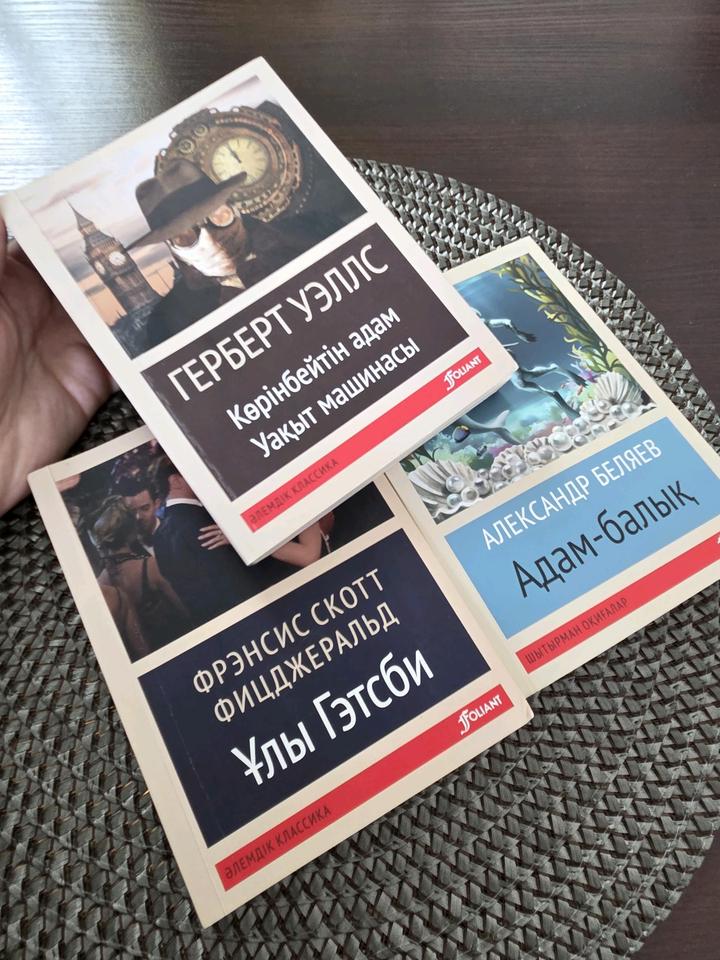 ГЕРБЕРТ УЭЛЛС
Көрінбейтін адам
Уақыт машинасы
FOLIANT
ӘЛЕМДІК КЛАССИКА
АЛЕКСАНДР БЕЛЯЕВ
Адам-балық
ШЫТЫРМАН ОҚИҒАЛАР
ФРЭНСИС СКОТТ
ФИЦДЖЕРАЛЬД
Ұлы Гэтсби
FOLIANT
ӘЛЕМДІК КЛАССИКА